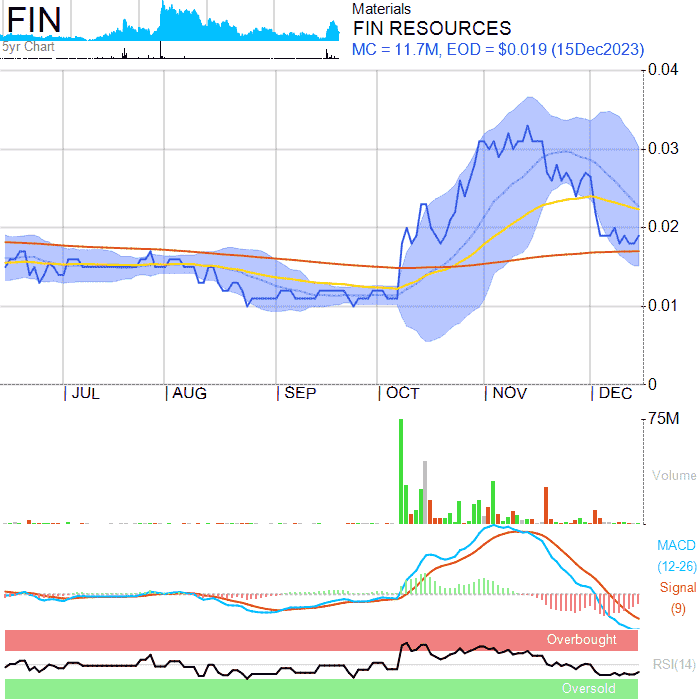 FIN
5yr Chart
Materials
FIN RESOURCES
MC = 11.7M, EOD = $0.019 (15Dec2023)
0.04
0.03
0.02
0.01
0
JUL
AUG
SEP
OCT
NOV
DEC
75M
Volume
MACD
(12-26)
Signal
(9)
Overbought
RSI(14)
Oversold